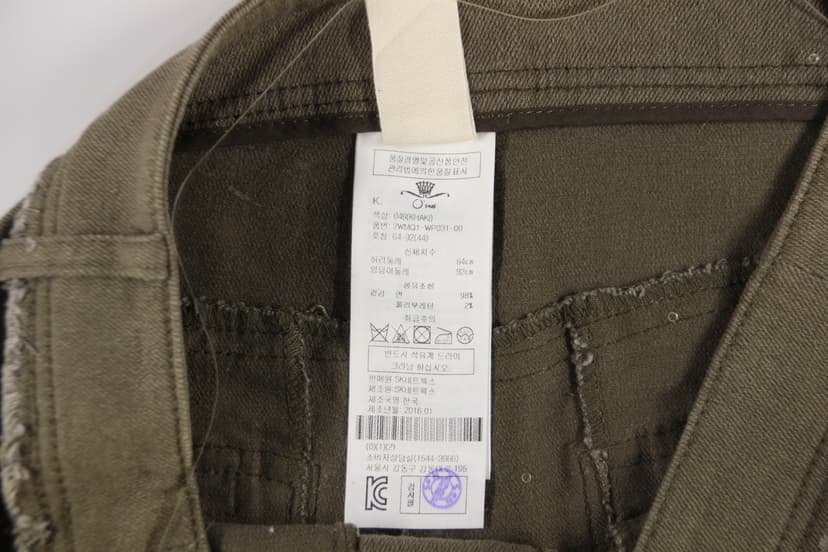 품질경영및공산품안전
관리법에의한품질표시
K.
O'2nd
색상: 048(KHAKI)
품번: 7WMQ1-WP031-00
호칭: 64-92(44)
신체치수
허리둘레 64cm
엉덩이둘레 92cm
섬유조성
겉감 면 98%
폴리우레탄 2%
취급주의
반드시 석유계 드라이
크리닝 하십시오.
판매원:SK네트웍스
제조원:SK네트웍스
제조국명:한국
제조년월: 2016.01
소비자상담실(1544-3666)
서울시 강동구
검사필